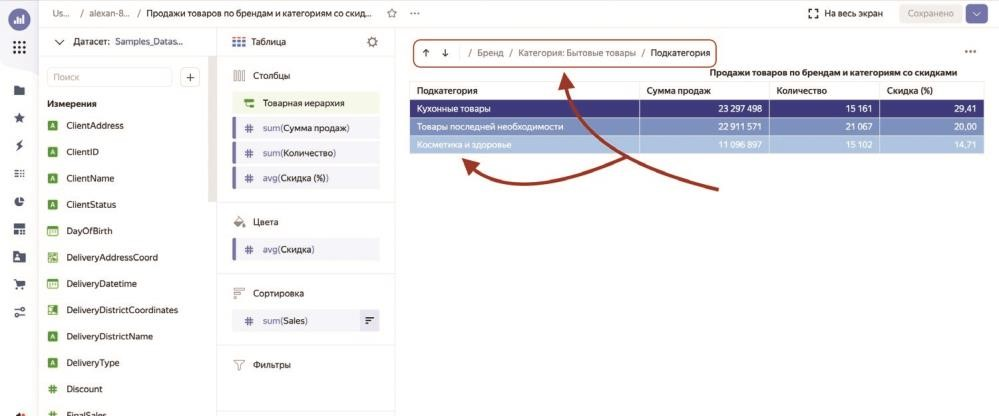 Us... / alexan-8... / Продажи товаров по брендам и категориям со скид... ...
На весь экран
Сохранено
Датасет: Samples_Datas...
Поиск
+
Измерения
ClientAddress
ClientID
ClientName
ClientStatus
DayOfBirth
DeliveryAddressCoord
DeliveryDatetime
DeliveryDistrictCoordinates
DeliveryDistrictName
DeliveryType
Discount
FinalSales
Таблица
Столбцы
Товарная иерархия
sum(Сумма продаж)
sum(Количество)
avg(Скидка (%))
Цвета
avg(Скидка)
Сортировка
sum(Sales)
Фильтры
↑ ↓ / Бренд / Категория: Бытовые товары / Подкатегория
Продажи товаров по брендам и категориям со скидками
Подкатегория Сумма продаж Количество Скидка (%)
Кухонные товары 23 297 498 15 161 29,41
Товары последней необходимости 22 911 571 21 067 20,00
Косметика и здоровье 11 096 897 15 102 14,71